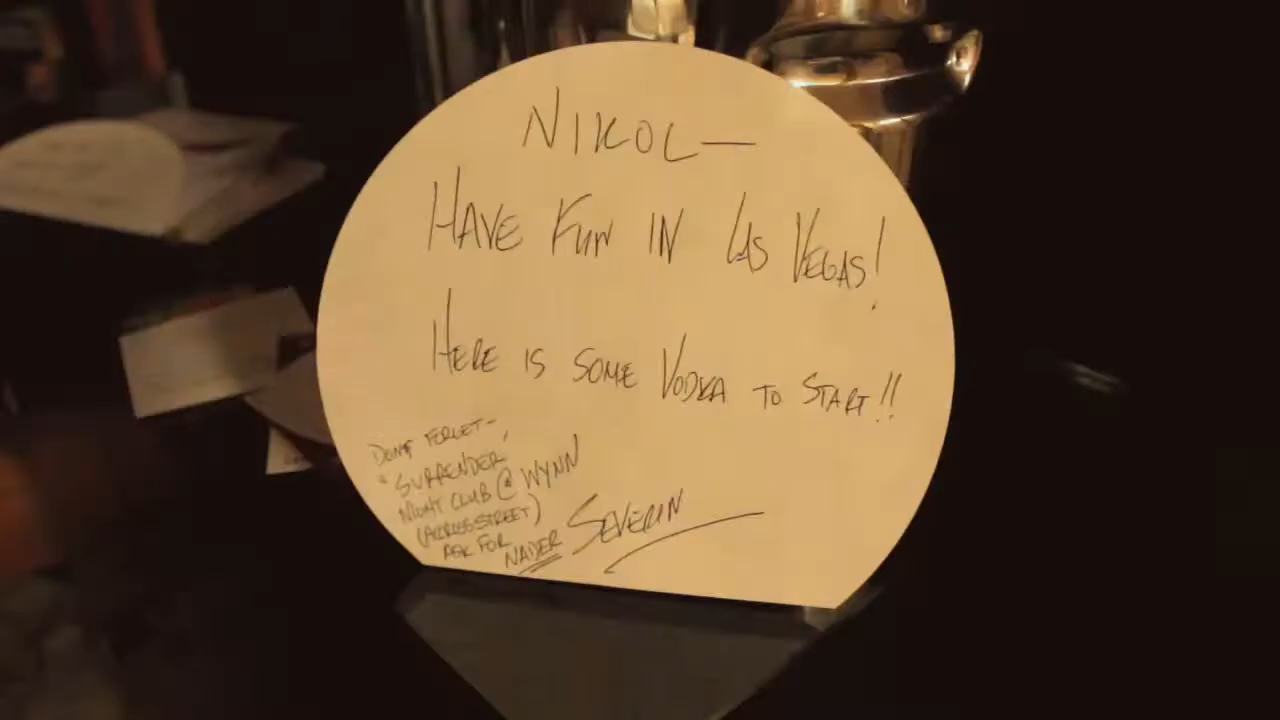 NIKOL—
HAVE FUN IN LAS VEGAS!
HERE IS SOME VODKA TO START!!
DON'T FORGET—
"SURRENDER"
NIGHT CLUB @ WYNN
(ACROSS STREET)
ASK FOR
NADER
SEVERIN